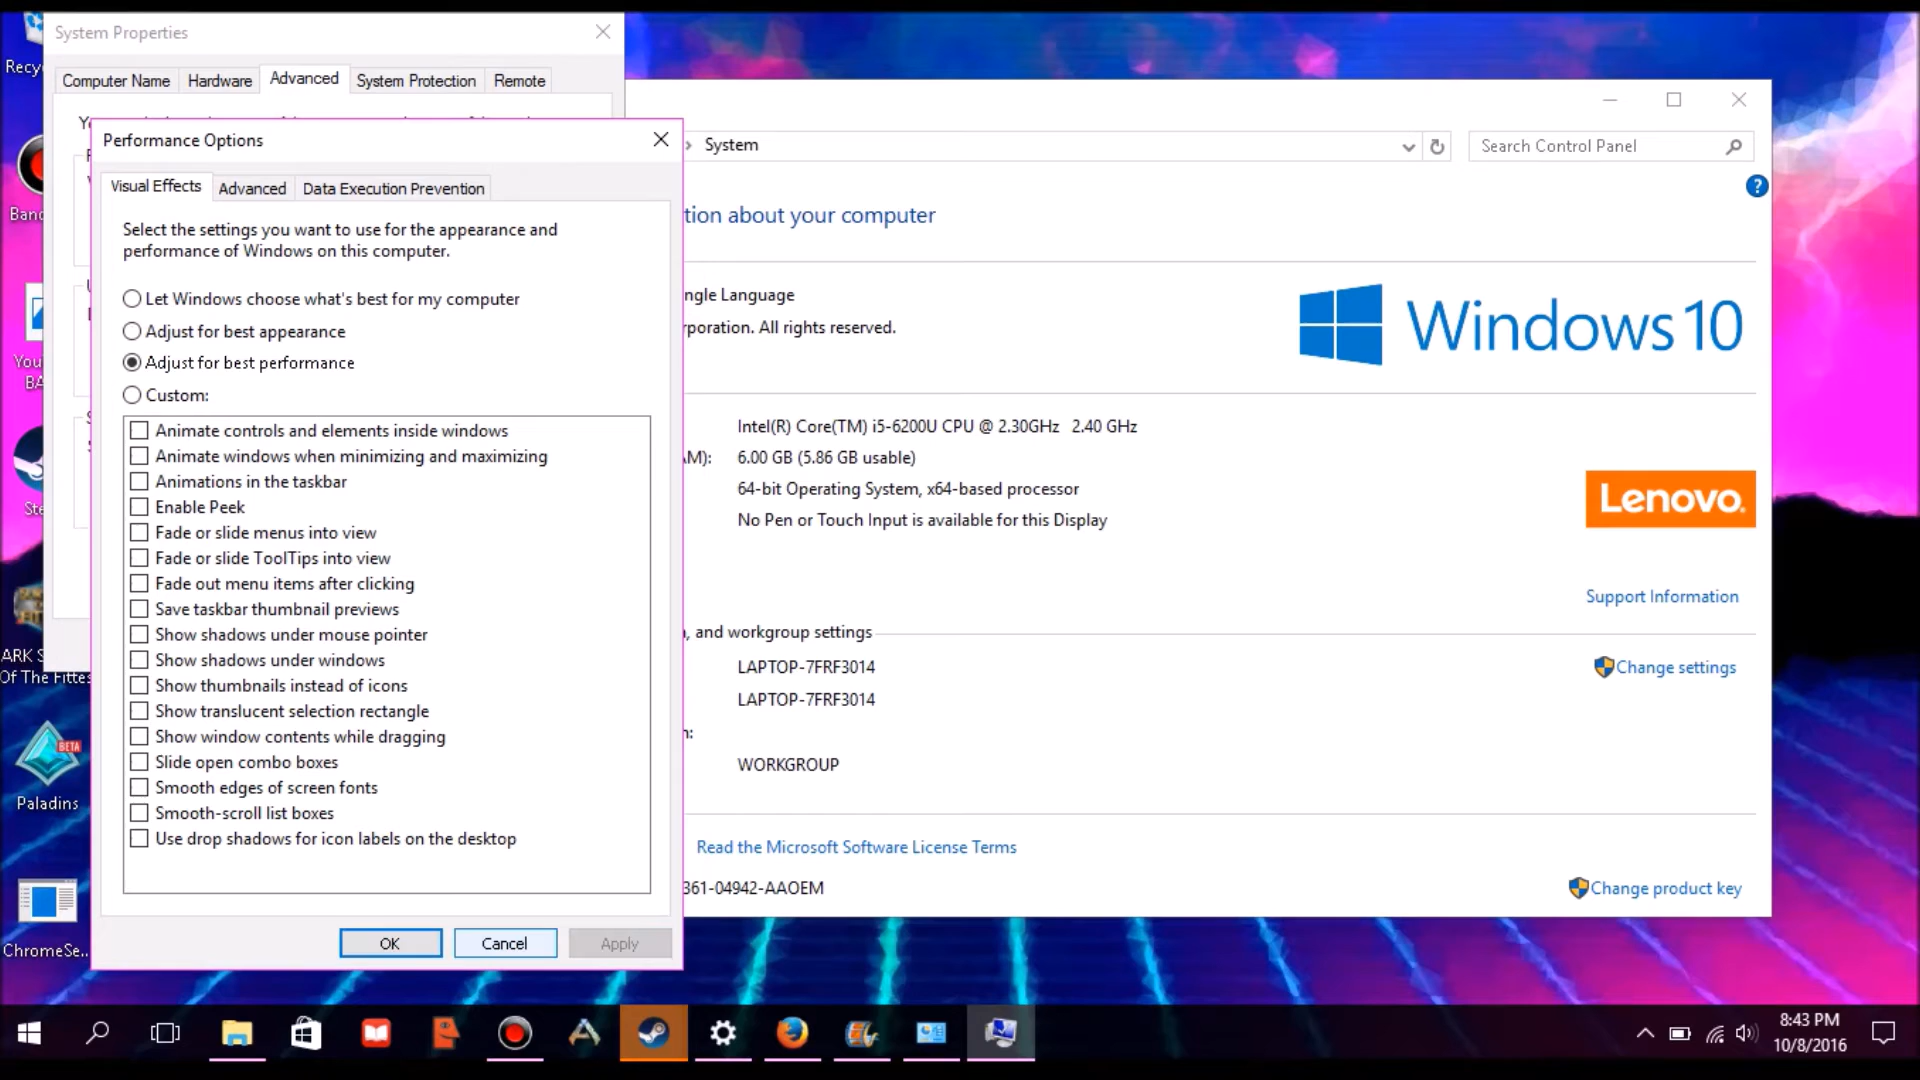 System Properties
Computer Name
Hardware
Advanced
System Protection
Remote
Performance Options
Visual Effects
Advanced
Data Execution Prevention
Select the settings you want to use for the appearance and
performance of Windows on this computer.
Let Windows choose what's best for my computer
Adjust for best appearance
Adjust for best performance
Custom:
Animate controls and elements inside windows
Animate windows when minimizing and maximizing
Animations in the taskbar
Enable Peek
Fade or slide menus into view
Fade or slide ToolTips into view
Fade out menu items after clicking
Save taskbar thumbnail previews
Show shadows under mouse pointer
Show shadows under windows
Show thumbnails instead of icons
Show translucent selection rectangle
Show window contents while dragging
Slide open combo boxes
Smooth edges of screen fonts
Smooth-scroll list boxes
Use drop shadows for icon labels on the desktop
OK
Cancel
Apply
System
Search Control Panel
?
tion about your computer
ngle Language
rporation. All rights reserved.
Windows 10
Intel(R) Core(TM) i5-6200U CPU @ 2.30GHz 2.40 GHz
AM): 6.00 GB (5.86 GB usable)
64-bit Operating System, x64-based processor
No Pen or Touch Input is available for this Display
Lenovo
Support Information
, and workgroup settings
LAPTOP-7FRF3014
Change settings
LAPTOP-7FRF3014
n:
WORKGROUP
Read the Microsoft Software License Terms
361-04942-AAOEM
Change product key
Recy
Banc
You
BA
Ste
ARK S
Of The Fittes
BETA
Paladins
ChromeSe...
8:43 PM
10/8/2016